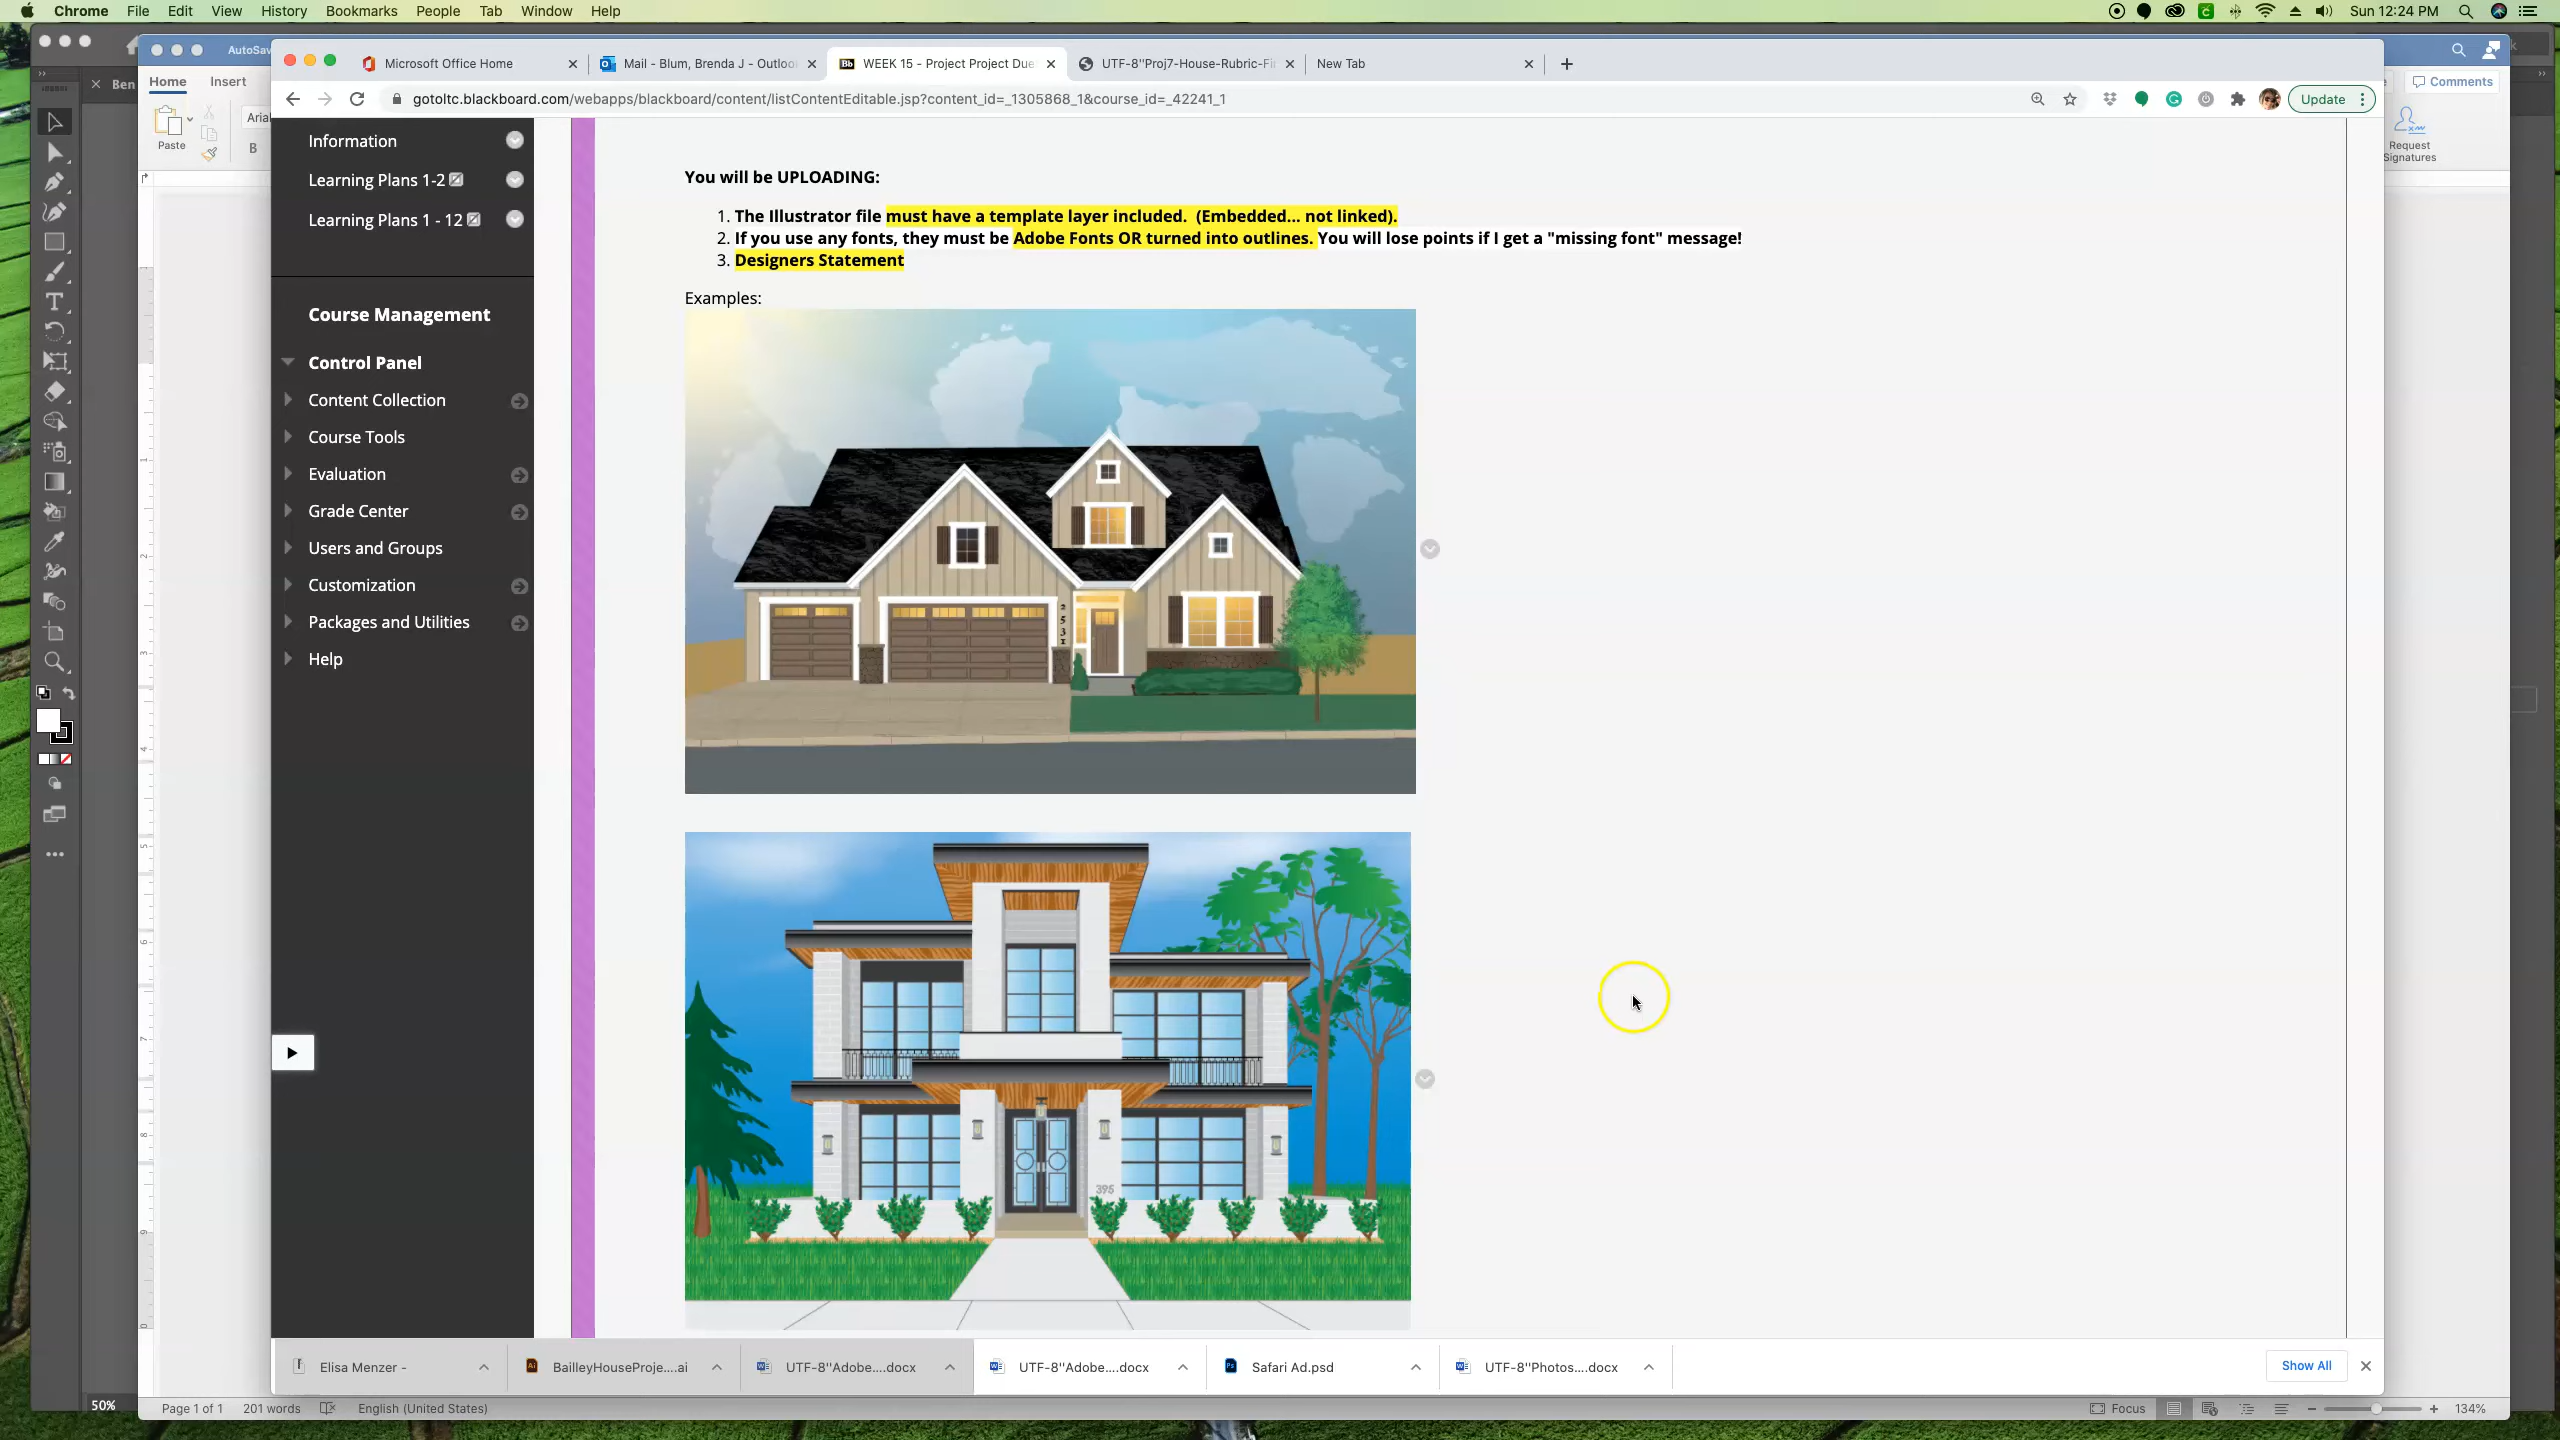 Chrome File Edit View History Bookmarks People Tab Window Help Sun 12:24 PM
AutoSav
Microsoft Office Home Mail - Blum, Brenda J - Outloo WEEK 15 - Project Project Due UTF-8''Proj7-House-Rubric-Fi New Tab
Ben Home Insert Comments
gotoltc.blackboard.com/webapps/blackboard/content/listContentEditable.jsp?content_id=_1305868_1&course_id=_42241_1 Update
Paste Arial B
Request Signatures
Information
Learning Plans 1-2
Learning Plans 1 - 12
Course Management
Control Panel
Content Collection
Course Tools
Evaluation
Grade Center
Users and Groups
Customization
Packages and Utilities
Help
You will be UPLOADING:
1. The Illustrator file must have a template layer included. (Embedded... not linked).
2. If you use any fonts, they must be Adobe Fonts OR turned into outlines. You will lose points if I get a "missing font" message!
3. Designers Statement
Examples:
2531
395
Elisa Menzer - BailleyHouseProje....ai UTF-8''Adobe....docx UTF-8''Adobe....docx Safari Ad.psd UTF-8''Photos....docx Show All
50% Page 1 of 1 201 words English (United States) Focus 134%